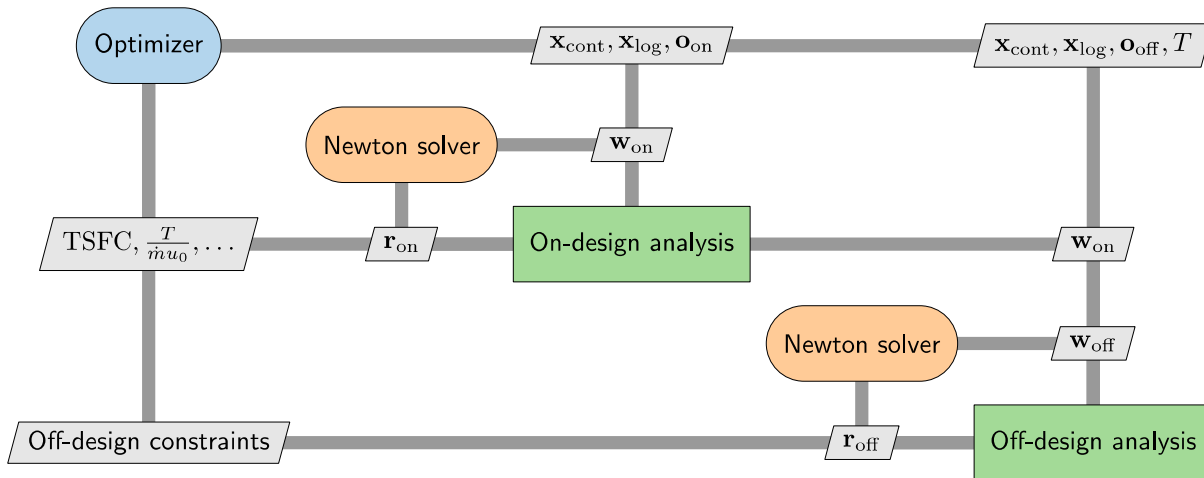 Optimizer
x_cont, x_log, o_on
x_cont, x_log, o_off, T
Newton solver
w_on
TSFC, T/(ṁu_0), …
r_on
On-design analysis
w_on
Newton solver
w_off
Off-design constraints
r_off
Off-design analysis